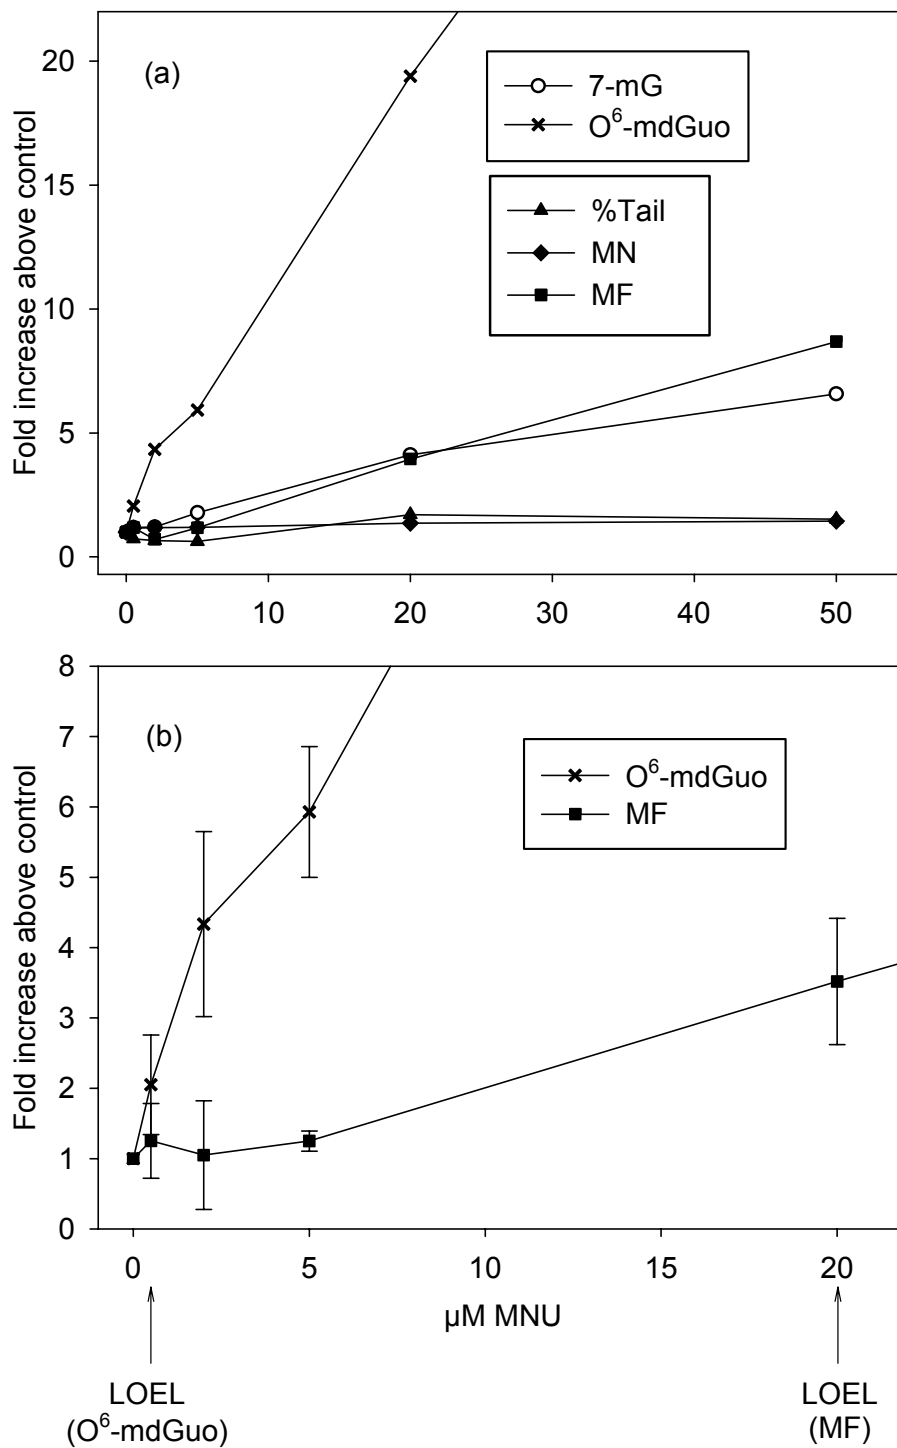 (a)
Fold increase above control
20
15
10
5
0
7-mG
O⁶-mdGuo
%Tail
MN
MF
0 10 20 30 40 50
(b)
Fold increase above control
8
7
6
5
4
3
2
1
0
O⁶-mdGuo
MF
0 5 10 15 20
µM MNU
LOEL
(O⁶-mdGuo)
LOEL
(MF)